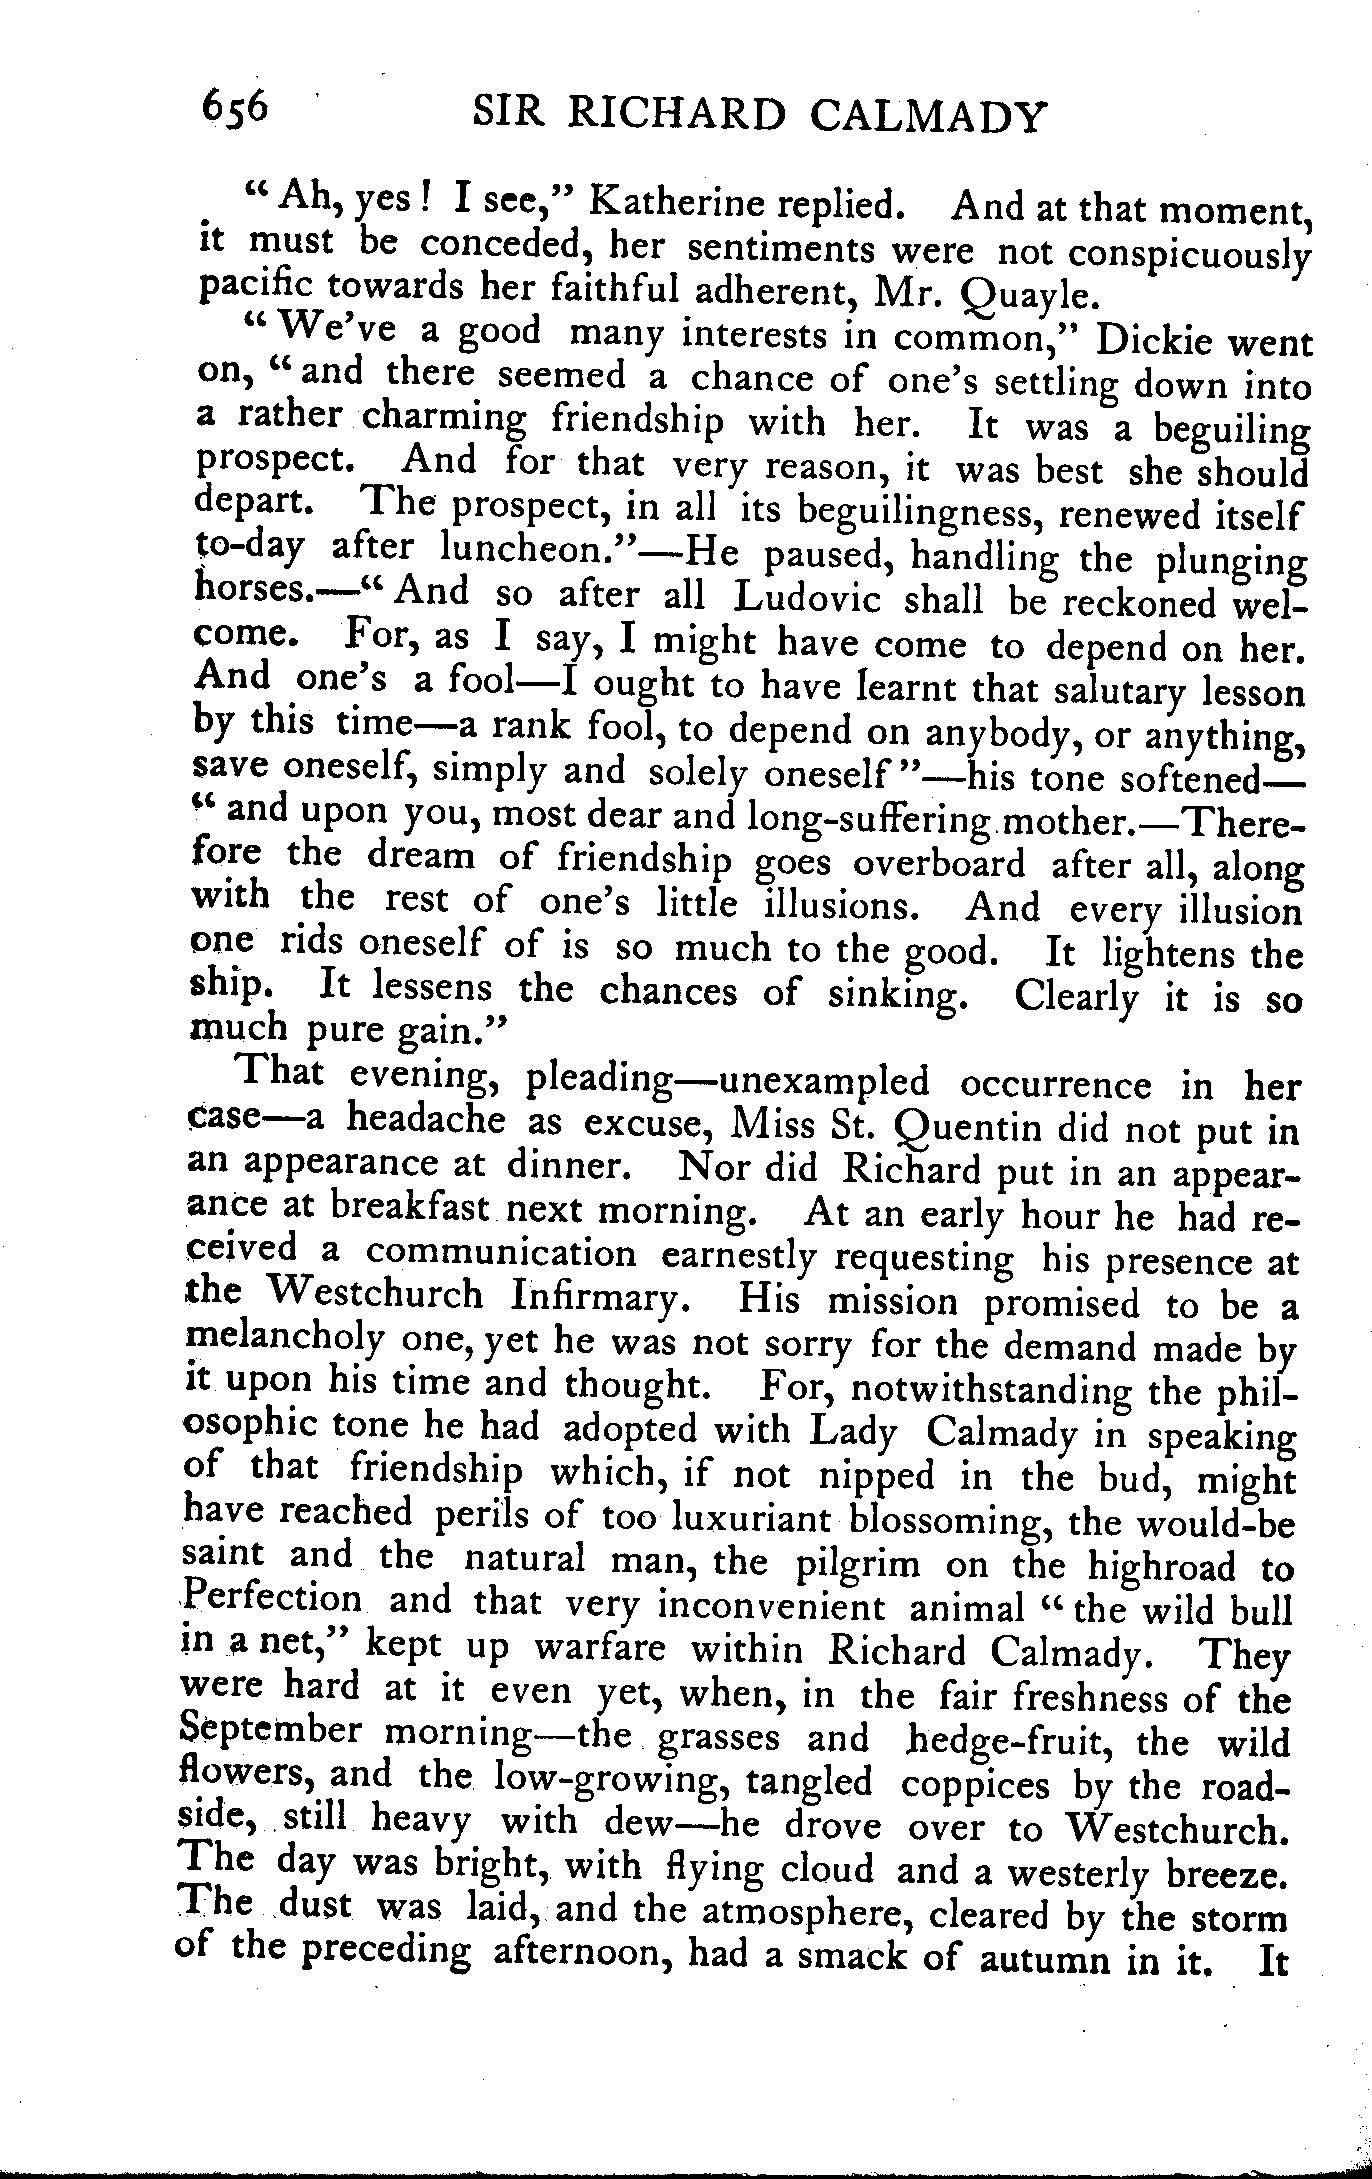 656 SIR RICHARD CALMADY
“Ah, yes! I see,” Katherine replied. And at that moment,
it must be conceded, her sentiments were not conspicuously
pacific towards her faithful adherent, Mr. Quayle.
“We’ve a good many interests in common,” Dickie went
on, “and there seemed a chance of one’s settling down into
a rather charming friendship with her. It was a beguiling
prospect. And for that very reason, it was best she should
depart. The prospect, in all its beguilingness, renewed itself
to-day after luncheon.”—He paused, handling the plunging
horses.—“And so after all Ludovic shall be reckoned wel-
come. For, as I say, I might have come to depend on her.
And one’s a fool—I ought to have learnt that salutary lesson
by this time—a rank fool, to depend on anybody, or anything,
save oneself, simply and solely oneself”—his tone softened—
“and upon you, most dear and long-suffering mother.—There-
fore the dream of friendship goes overboard after all, along
with the rest of one’s little illusions. And every illusion
one rids oneself of is so much to the good. It lightens the
ship. It lessens the chances of sinking. Clearly it is so
much pure gain.”
That evening, pleading—unexampled occurrence in her
case—a headache as excuse, Miss St. Quentin did not put in
an appearance at dinner. Nor did Richard put in an appear-
ance at breakfast next morning. At an early hour he had re-
ceived a communication earnestly requesting his presence at
the Westchurch Infirmary. His mission promised to be a
melancholy one, yet he was not sorry for the demand made by
it upon his time and thought. For, notwithstanding the phil-
osophic tone he had adopted with Lady Calmady in speaking
of that friendship which, if not nipped in the bud, might
have reached perils of too luxuriant blossoming, the would-be
saint and the natural man, the pilgrim on the highroad to
Perfection and that very inconvenient animal “the wild bull
in a net,” kept up warfare within Richard Calmady. They
were hard at it even yet, when, in the fair freshness of the
September morning—the grasses and hedge-fruit, the wild
flowers, and the low-growing, tangled coppices by the road-
side, still heavy with dew—he drove over to Westchurch.
The day was bright, with flying cloud and a westerly breeze.
The dust was laid, and the atmosphere, cleared by the storm
of the preceding afternoon, had a smack of autumn in it. It